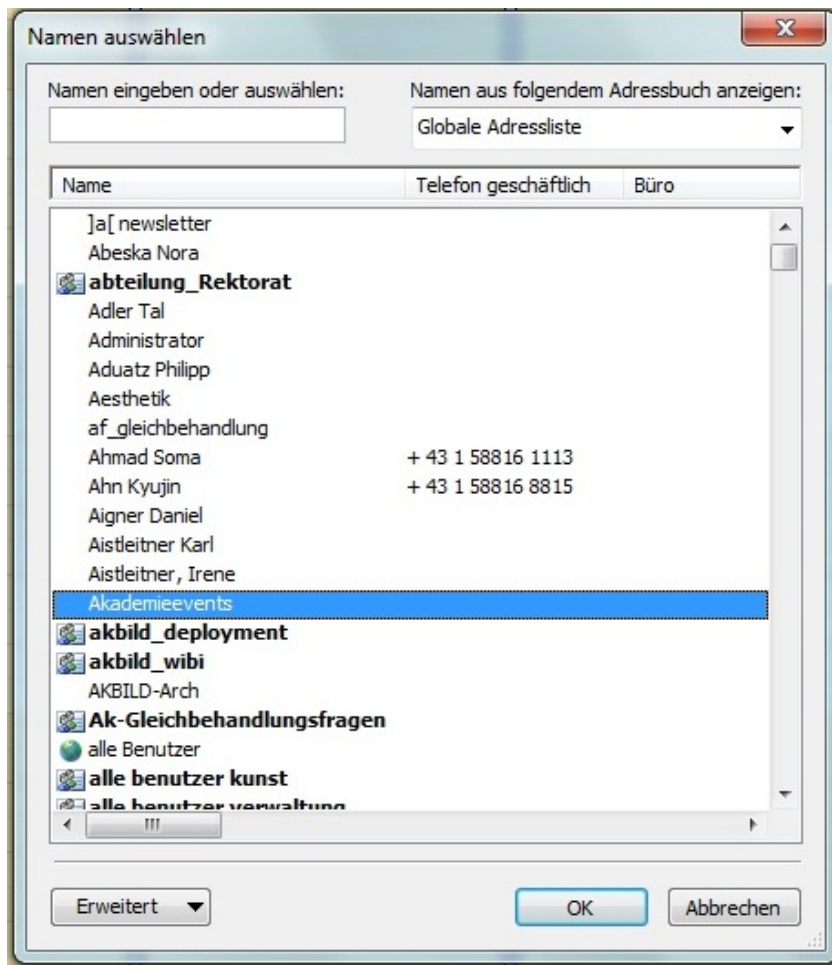 Namen auswählen
Namen eingeben oder auswählen:
Namen aus folgendem Adressbuch anzeigen:
Globale Adressliste
Name Telefon geschäftlich Büro
]a[ newsletter
Abeska Nora
abteilung_Rektorat
Adler Tal
Administrator
Aduatz Philipp
Aesthetik
af_gleichbehandlung
Ahmad Soma + 43 1 58816 1113
Ahn Kyujin + 43 1 58816 8815
Aigner Daniel
Aistleitner Karl
Aistleitner, Irene
Akademieevents
akbild_deployment
akbild_wibi
AKBILD-Arch
Ak-Gleichbehandlungsfragen
alle Benutzer
alle benutzer kunst
alle benutzer verwaltung
Erweitert OK Abbrechen